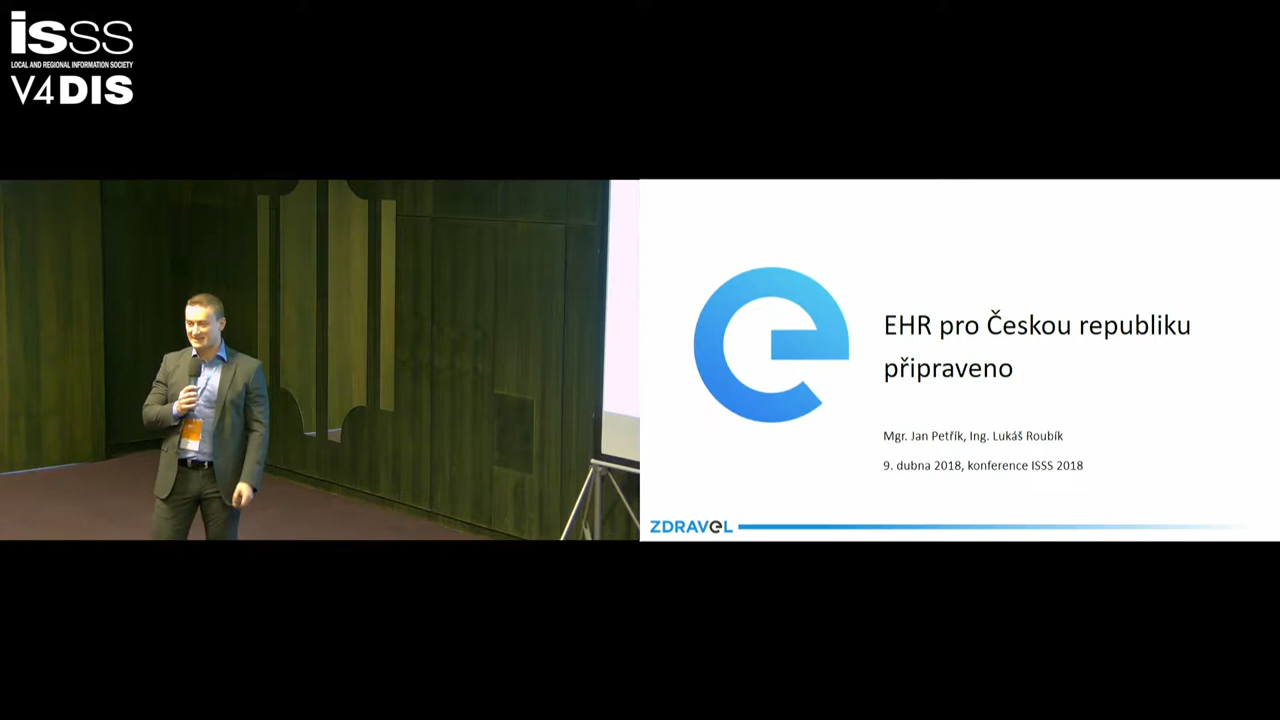 isss
LOCAL AND REGIONAL INFORMATION SOCIETY
V4DIS
EHR pro Českou republiku
připraveno
Mgr. Jan Petřík, Ing. Lukáš Roubík
9. dubna 2018, konference ISSS 2018
ZDRAVEL